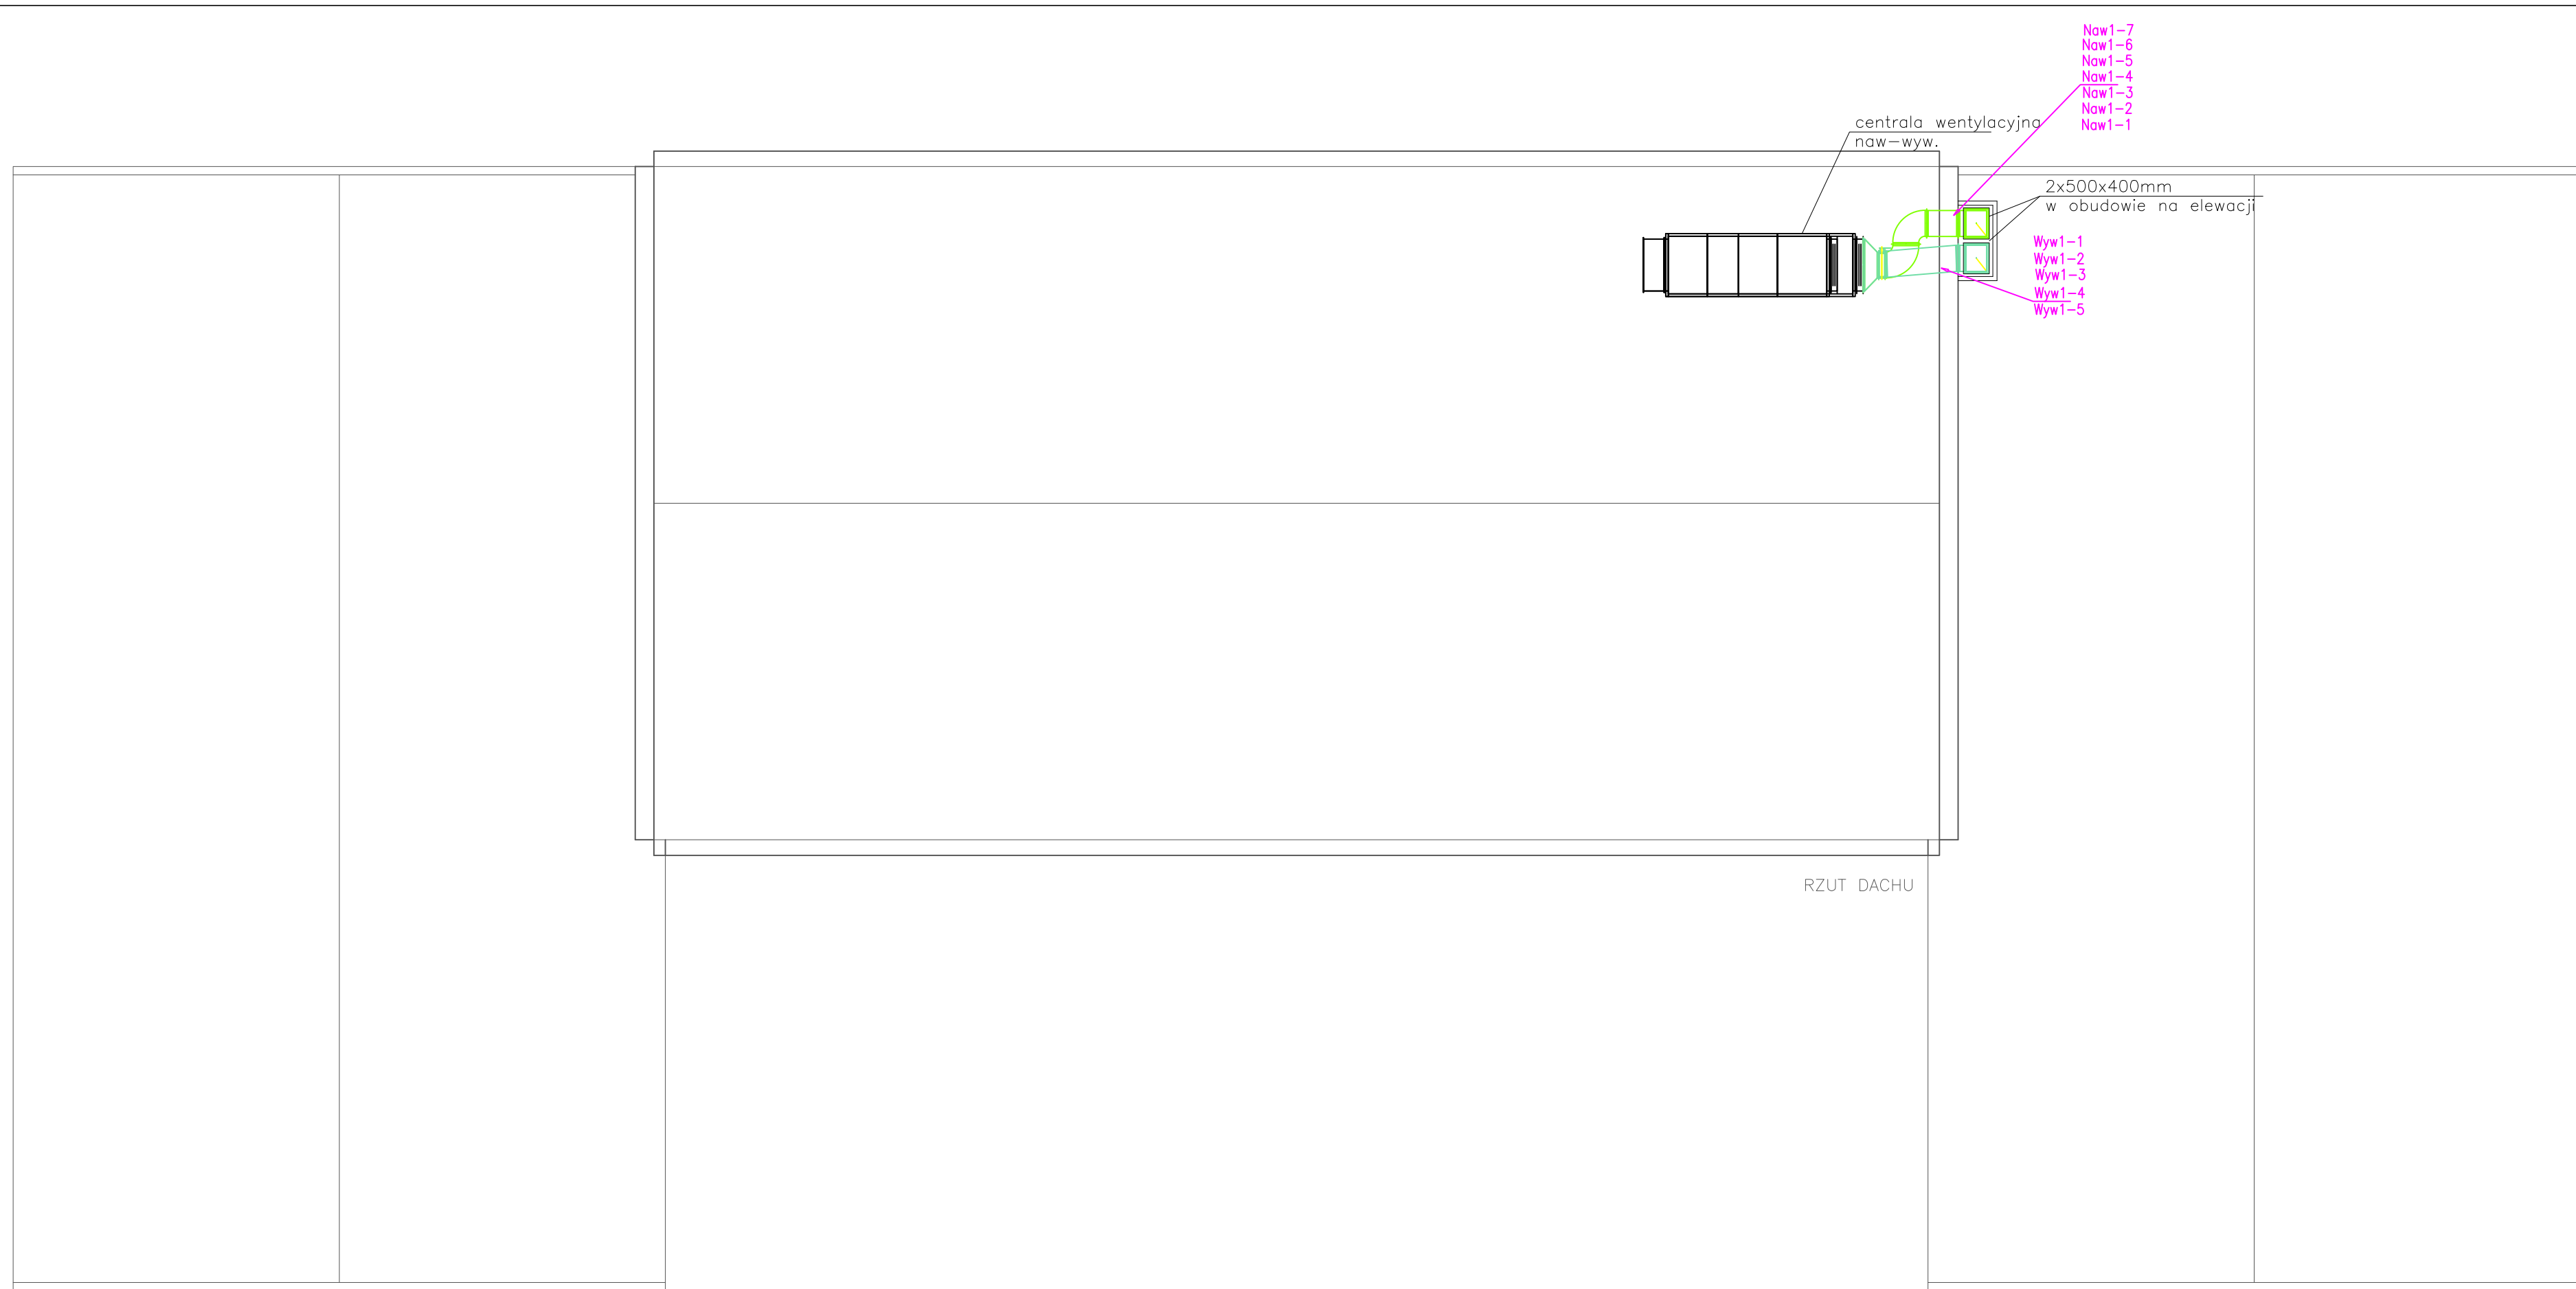 Naw1-7
Naw1-6
Naw1-5
Naw1-4
Naw1-3
Naw1-2
Naw1-1
centrala wentylacyjna
naw-wyw.
2x500x400mm
w obudowie na elewacji
Wyw1-1
Wyw1-2
Wyw1-3
Wyw1-4
Wyw1-5
RZUT DACHU